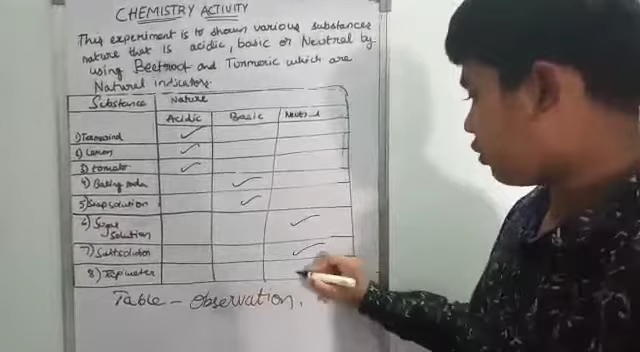 CHEMISTRY ACTIVITY
This experiment is to shown various substances
nature that is acidic, basic or Neutral by
using Beetroot and Turmeric which are
Natural indicators.
Substance Nature
Acidic Basic Neutral
1) Tamarind ✓
2) Lemon ✓
3) tomato ✓
4) Baking soda ✓
5) Soap solution ✓
6) Sugar solution ✓
7) Salt solution ✓
8) Tap water
Table - Observation.